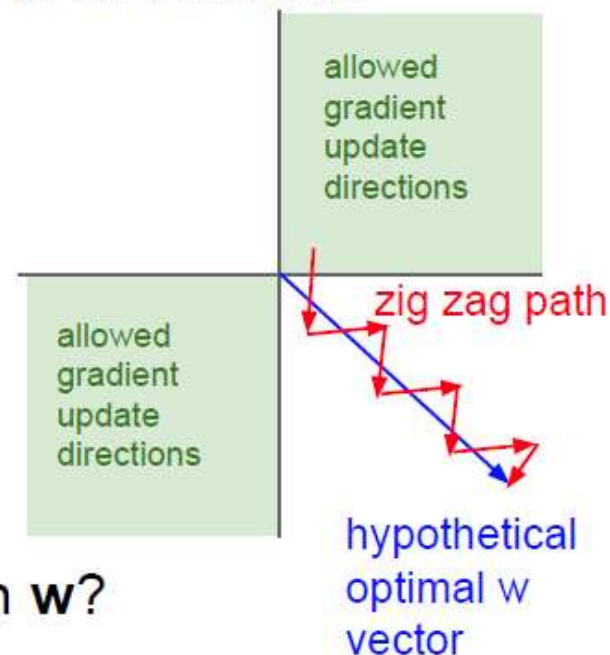 allowed
gradient
update
directions
zig zag path
allowed
gradient
update
directions
hypothetical
optimal w
vector
w?